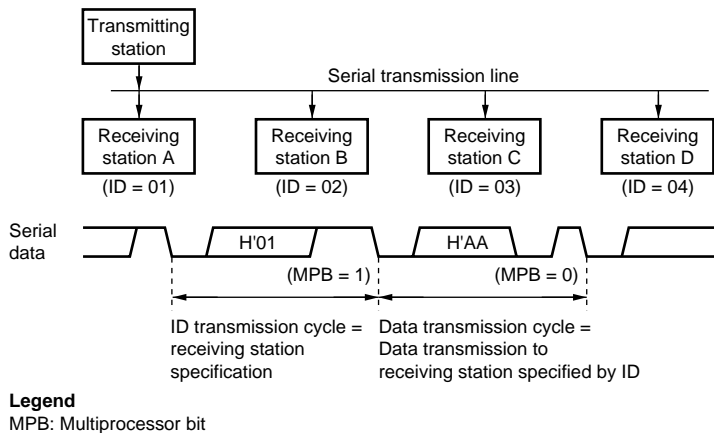 Transmitting
station
Serial transmission line
Receiving
station A
Receiving
station B
Receiving
station C
Receiving
station D
(ID = 01)
(ID = 02)
(ID = 03)
(ID = 04)
Serial
data
H'01
H'AA
(MPB = 1)
(MPB = 0)
ID transmission cycle =
receiving station
specification
Data transmission cycle =
Data transmission to
receiving station specified by ID
Legend
MPB: Multiprocessor bit